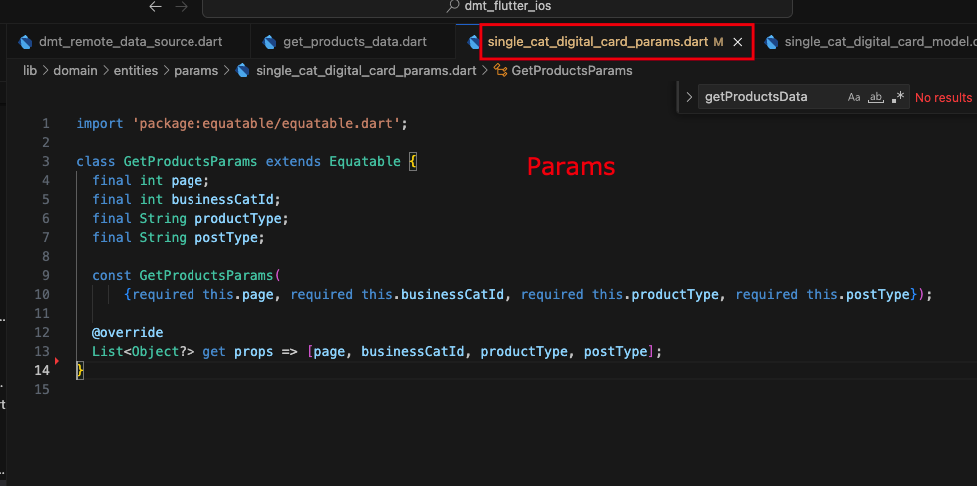 dmt_flutter_ios
dmt_remote_data_source.dart get_products_data.dart single_cat_digital_card_params.dart M single_cat_digital_card_model.d
lib > domain > entities > params > single_cat_digital_card_params.dart > GetProductsParams
getProductsData Aa ab .* No results
1 import 'package:equatable/equatable.dart';
2
3 class GetProductsParams extends Equatable {
Params
4 final int page;
5 final int businessCatId;
6 final String productType;
7 final String postType;
8
9 const GetProductsParams(
10 {required this.page, required this.businessCatId, required this.productType, required this.postType});
11
12 @override
13 List<Object?> get props => [page, businessCatId, productType, postType];
14 }
15